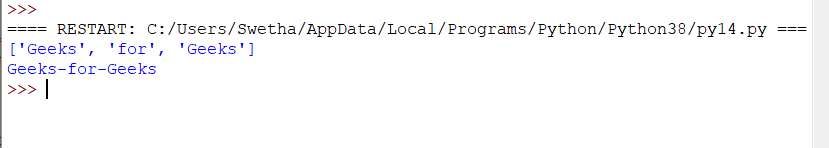 >>>
==== RESTART: C:/Users/Swetha/AppData/Local/Programs/Python/Python38/py14.py ===
['Geeks', 'for', 'Geeks']
Geeks-for-Geeks
>>>